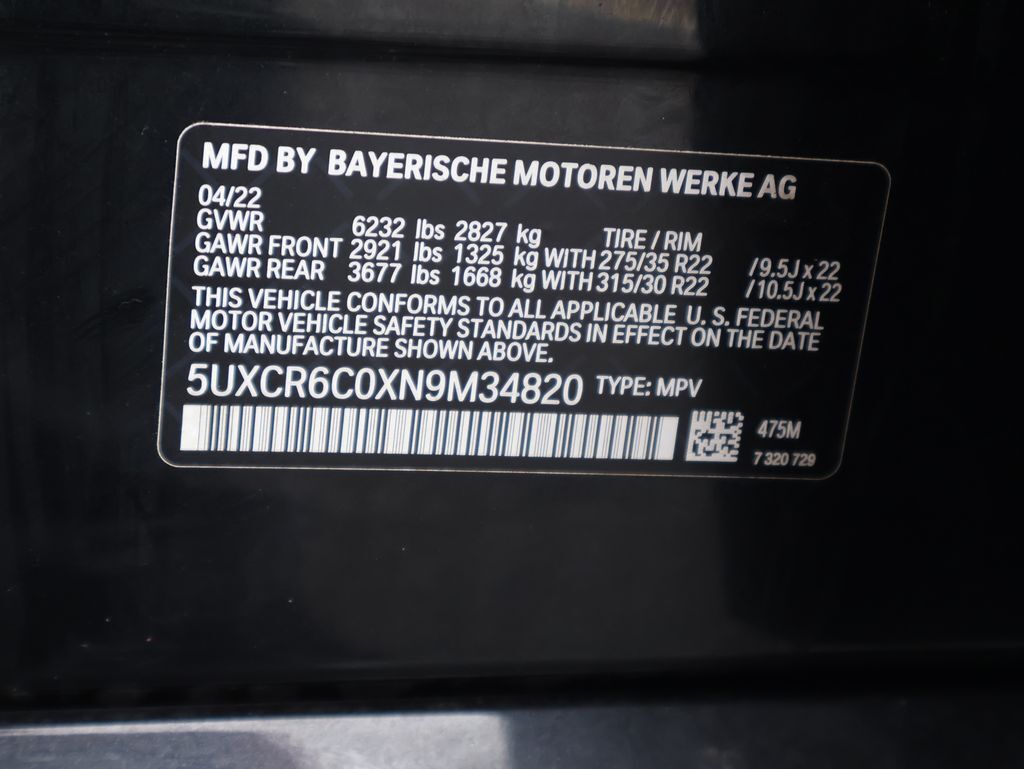 MFD BY BAYERISCHE MOTOREN WERKE AG
04/22
GVWR 6232 lbs 2827 kg TIRE / RIM
GAWR FRONT 2921 lbs 1325 kg WITH 275/35 R22 /9.5J x 22
GAWR REAR 3677 lbs 1668 kg WITH 315/30 R22 /10.5J x 22
THIS VEHICLE CONFORMS TO ALL APPLICABLE U. S. FEDERAL
MOTOR VEHICLE SAFETY STANDARDS IN EFFECT ON THE DATE
OF MANUFACTURE SHOWN ABOVE.
5UXCR6C0XN9M34820 TYPE: MPV
475M
7 320 729